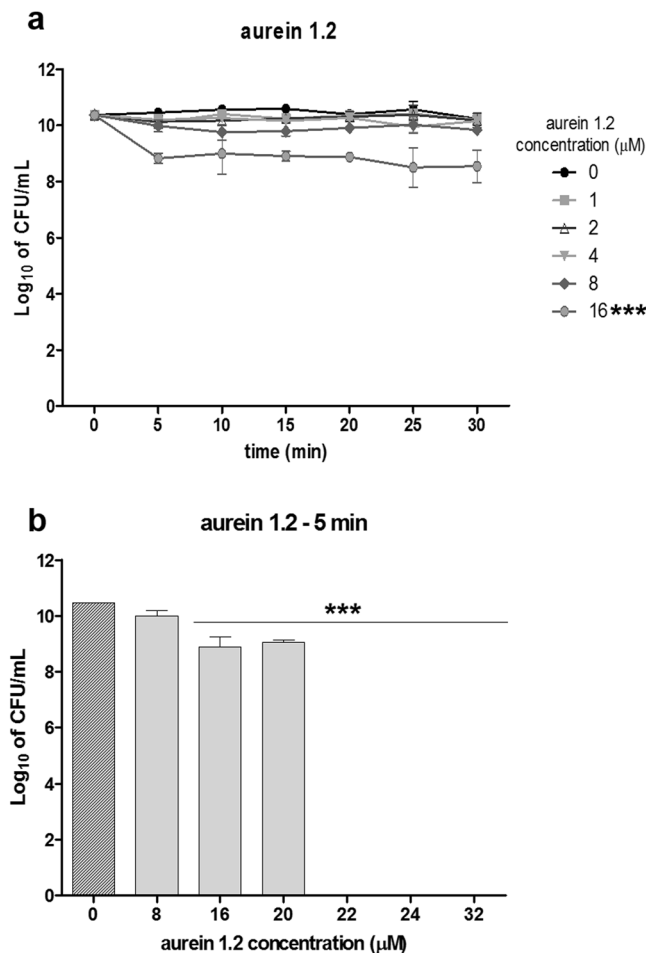 a
aurein 1.2
Log10 of CFU/mL
12
10
8
6
4
2
0
0 5 10 15 20 25 30
time (min)
aurein 1.2
concentration (μM)
0
1
2
4
8
16***
b
aurein 1.2 - 5 min
Log10 of CFU/mL
12
10
8
6
4
2
0
***
0 8 16 20 22 24 32
aurein 1.2 concentration (μM)